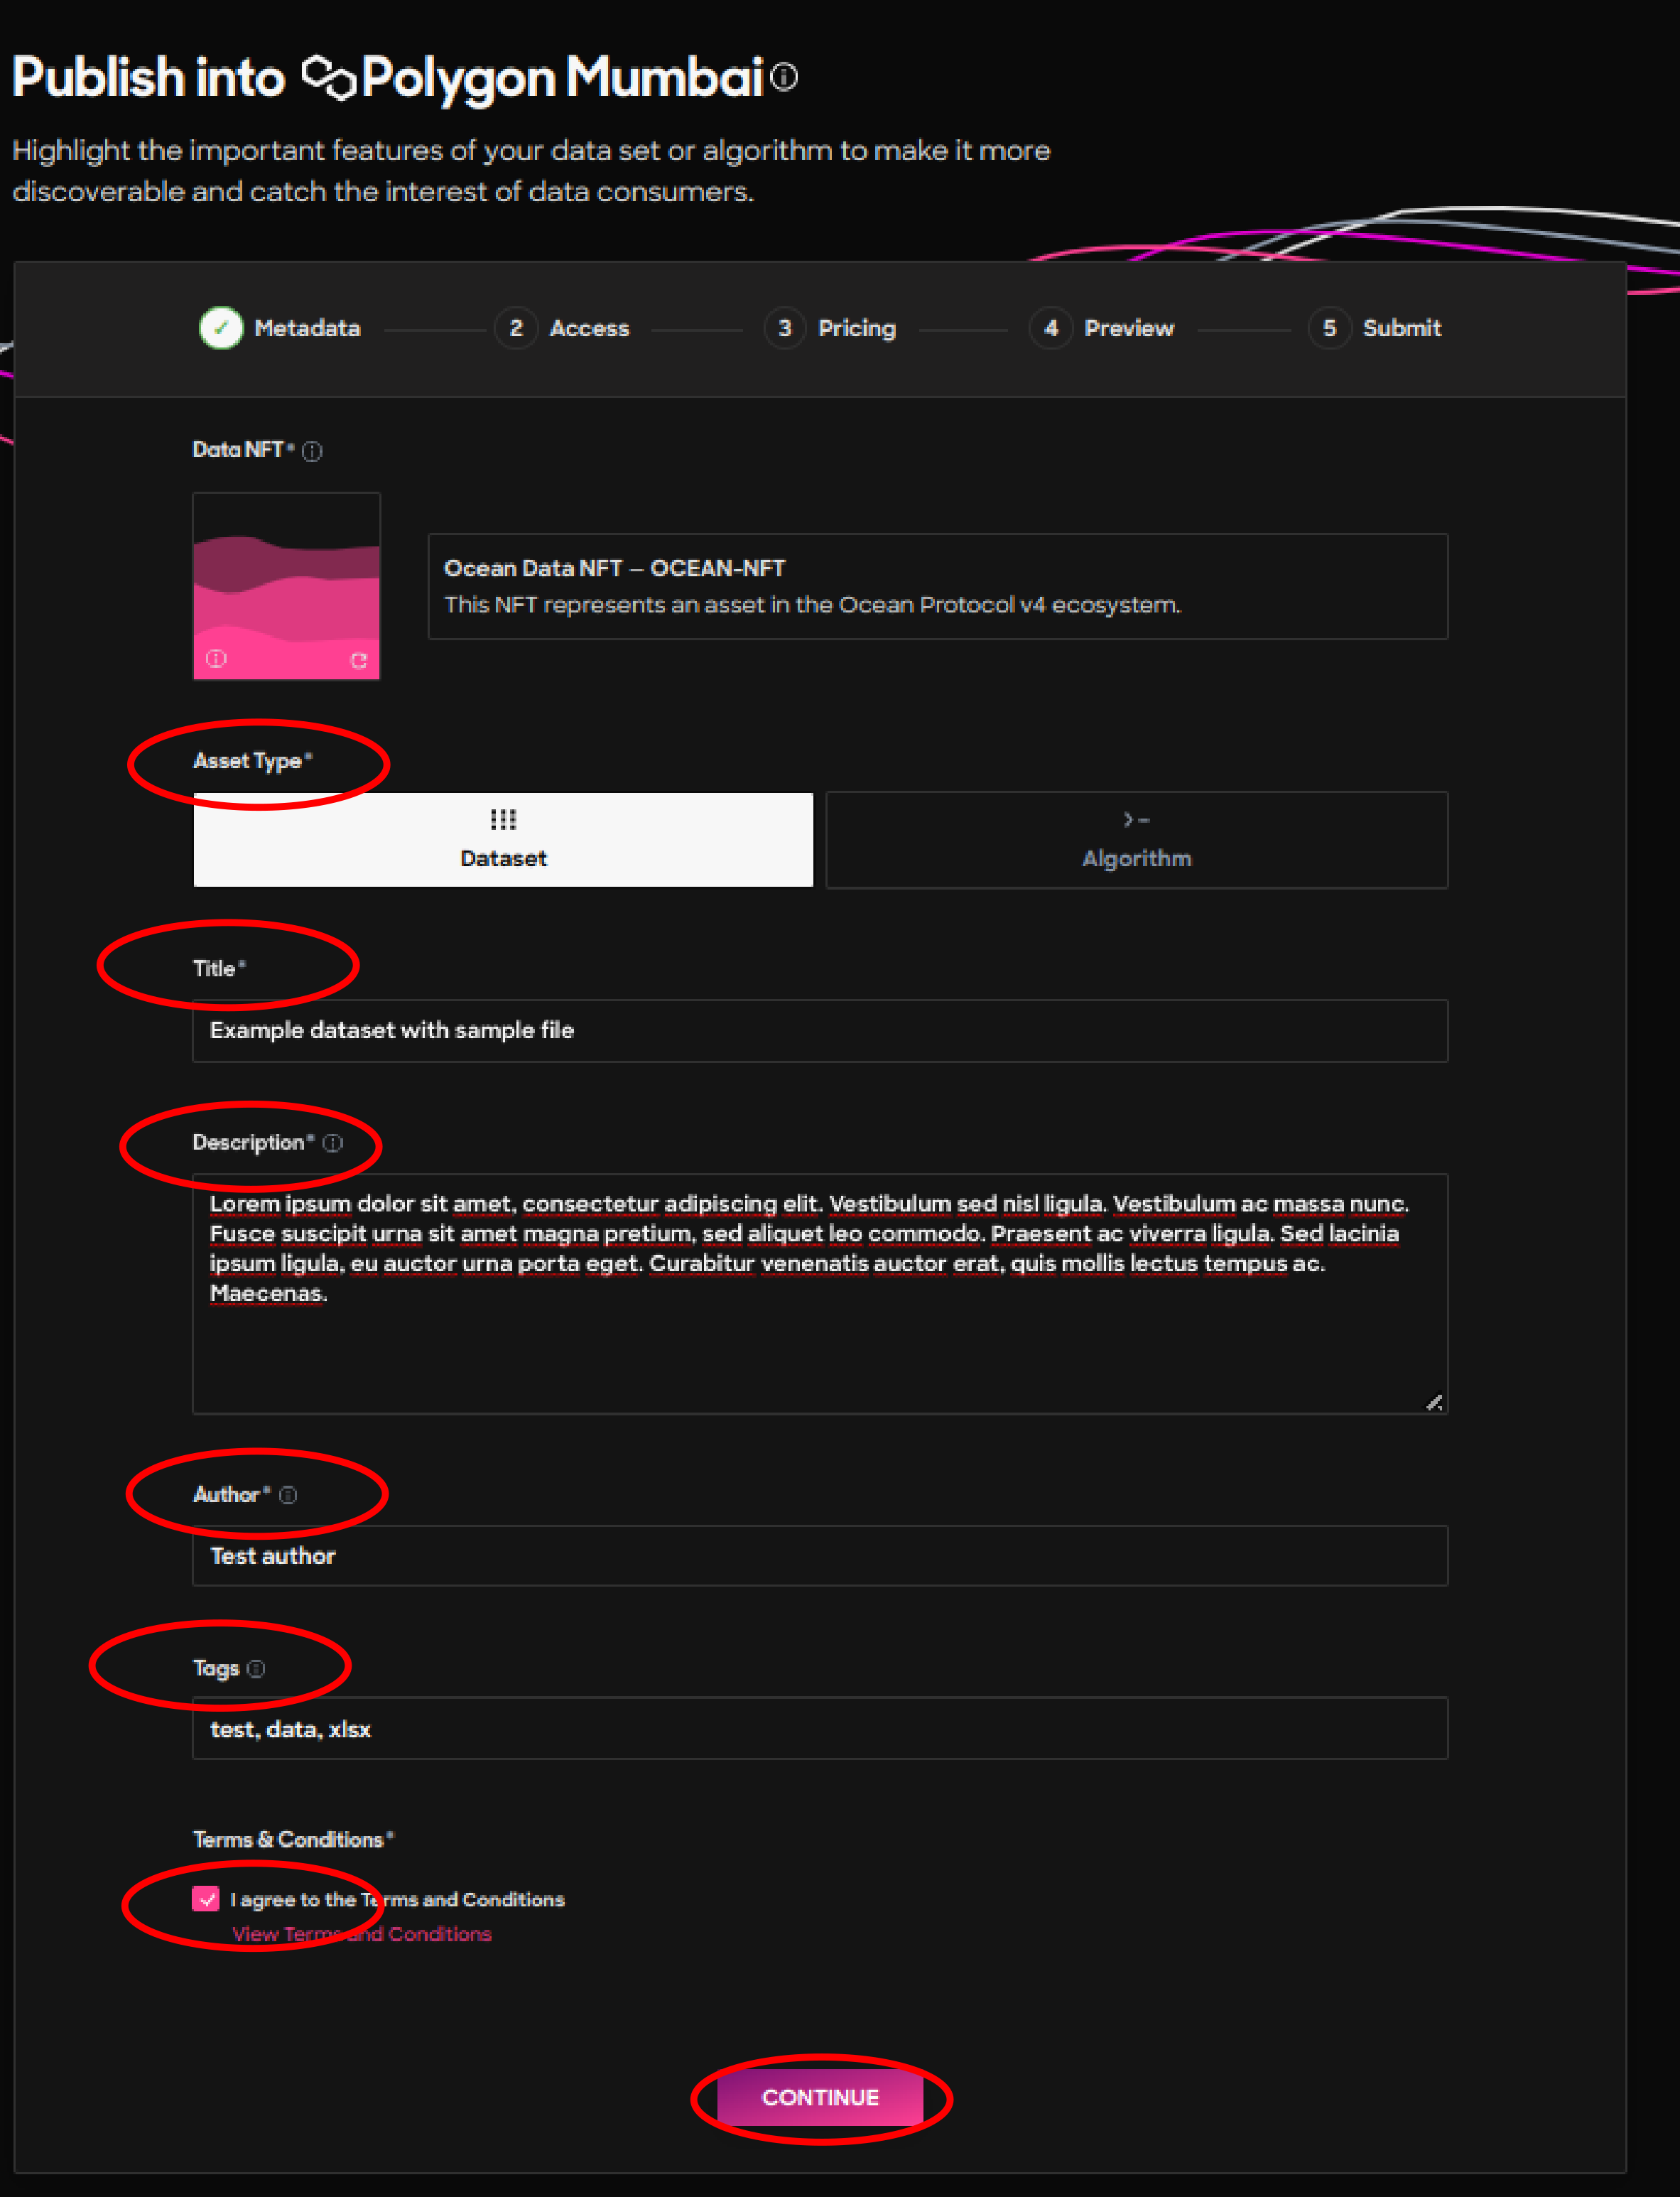 Publish into Polygon Mumbai
Highlight the important features of your data set or algorithm to make it more
discoverable and catch the interest of data consumers.
Metadata 2 Access 3 Pricing 4 Preview 5 Submit
Data NFT*
Ocean Data NFT — OCEAN-NFT
This NFT represents an asset in the Ocean Protocol v4 ecosystem.
Asset Type*
Dataset
Algorithm
Title*
Example dataset with sample file
Description*
Lorem ipsum dolor sit amet, consectetur adipiscing elit. Vestibulum sed nisl ligula. Vestibulum ac massa nunc.
Fusce suscipit urna sit amet magna pretium, sed aliquet leo commodo. Praesent ac viverra ligula. Sed lacinia
ipsum ligula, eu auctor urna porta eget. Curabitur venenatis auctor erat, quis mollis lectus tempus ac.
Maecenas.
Author*
Test author
Tags
test, data, xlsx
Terms & Conditions*
I agree to the Terms and Conditions
View Terms and Conditions
CONTINUE